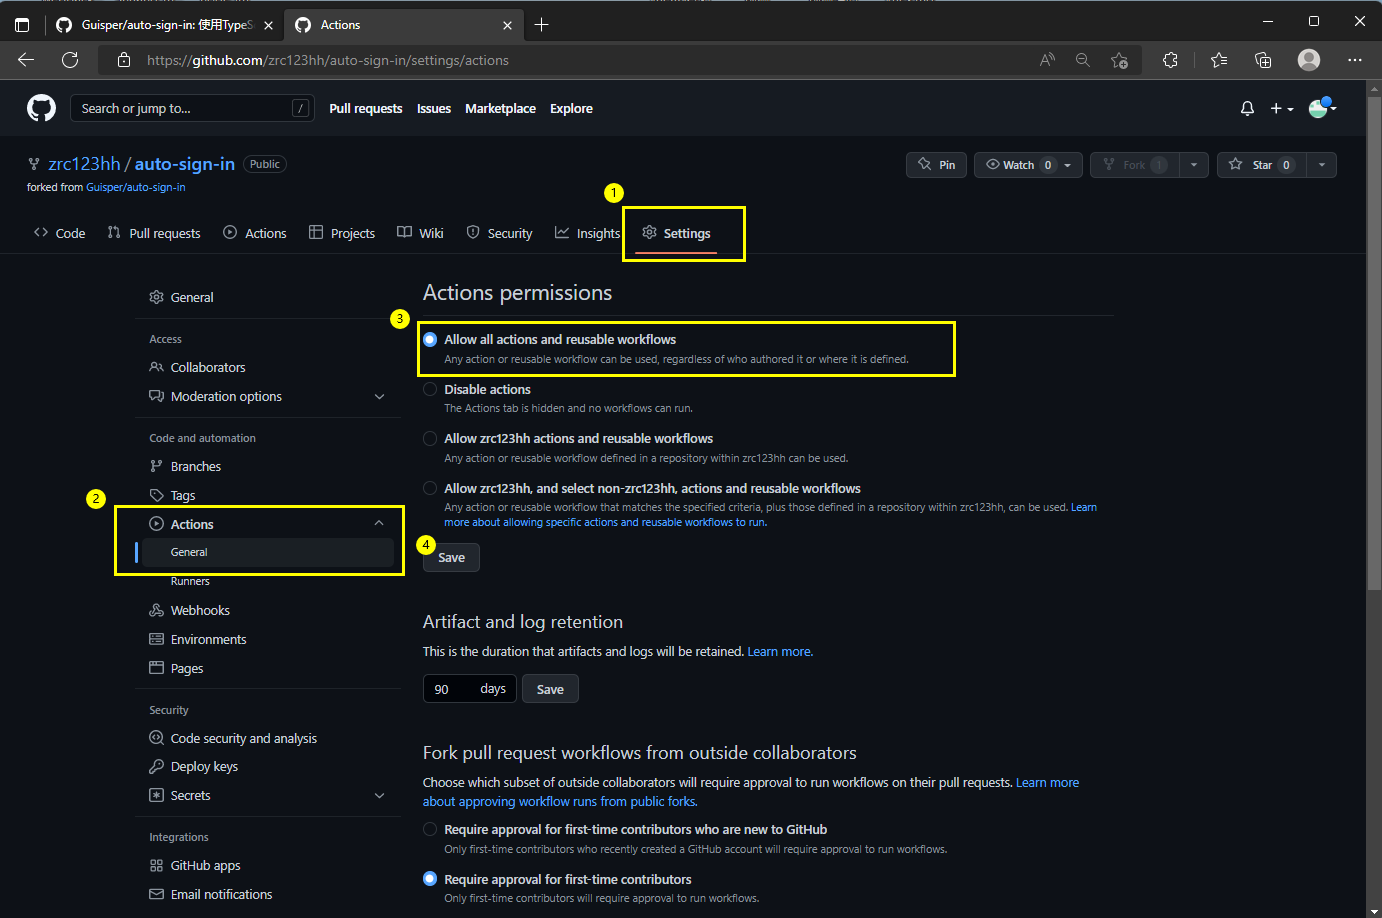 Guisper/auto-sign-in: 使用TypeS
Actions
https://github.com/zrc123hh/auto-sign-in/settings/actions
Search or jump to...
/
Pull requests
Issues
Marketplace
Explore
zrc123hh / auto-sign-in
Public
forked from Guisper/auto-sign-in
Pin
Watch 0
Fork 1
Star 0
1
Code
Pull requests
Actions
Projects
Wiki
Security
Insights
Settings
General
Access
Collaborators
Moderation options
Code and automation
Branches
Tags
2
Actions
General
Runners
Webhooks
Environments
Pages
Security
Code security and analysis
Deploy keys
Secrets
Integrations
GitHub apps
Email notifications
Actions permissions
3
Allow all actions and reusable workflows
Any action or reusable workflow can be used, regardless of who authored it or where it is defined.
Disable actions
The Actions tab is hidden and no workflows can run.
Allow zrc123hh actions and reusable workflows
Any action or reusable workflow defined in a repository within zrc123hh can be used.
Allow zrc123hh, and select non-zrc123hh, actions and reusable workflows
Any action or reusable workflow that matches the specified criteria, plus those defined in a repository within zrc123hh, can be used. Learn
more about allowing specific actions and reusable workflows to run.
4
Save
Artifact and log retention
This is the duration that artifacts and logs will be retained. Learn more.
90 days
Save
Fork pull request workflows from outside collaborators
Choose which subset of outside collaborators will require approval to run workflows on their pull requests. Learn more
about approving workflow runs from public forks.
Require approval for first-time contributors who are new to GitHub
Only first-time contributors who recently created a GitHub account will require approval to run workflows.
Require approval for first-time contributors
Only first-time contributors will require approval to run workflows.